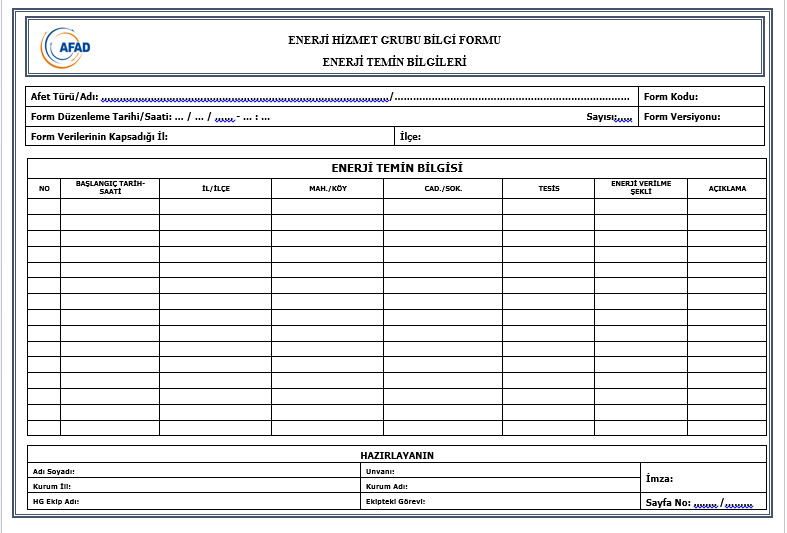 AFAD
ENERJİ HİZMET GRUBU BİLGİ FORMU
ENERJİ TEMİN BİLGİLERİ
Afet Türü/Adı: ............................................................/............................................................
Form Kodu:
Form Düzenleme Tarihi/Saati: ... / ... / ...... - ... : ...
Sayısı:.....
Form Versiyonu:
Form Verilerinin Kapsadığı İl:
İlçe:
ENERJİ TEMİN BİLGİSİ
NO
BAŞLANGIÇ TARİH-
SAATİ
İL/İLÇE
MAH./KÖY
CAD./SOK.
TESİS
ENERJİ VERİLME
ŞEKLİ
AÇIKLAMA
HAZIRLAYANIN
Adı Soyadı:
Unvanı:
İmza:
Kurum İli:
Kurum Adı:
HG Ekip Adı:
Ekipteki Görevi:
Sayfa No: ....... /........